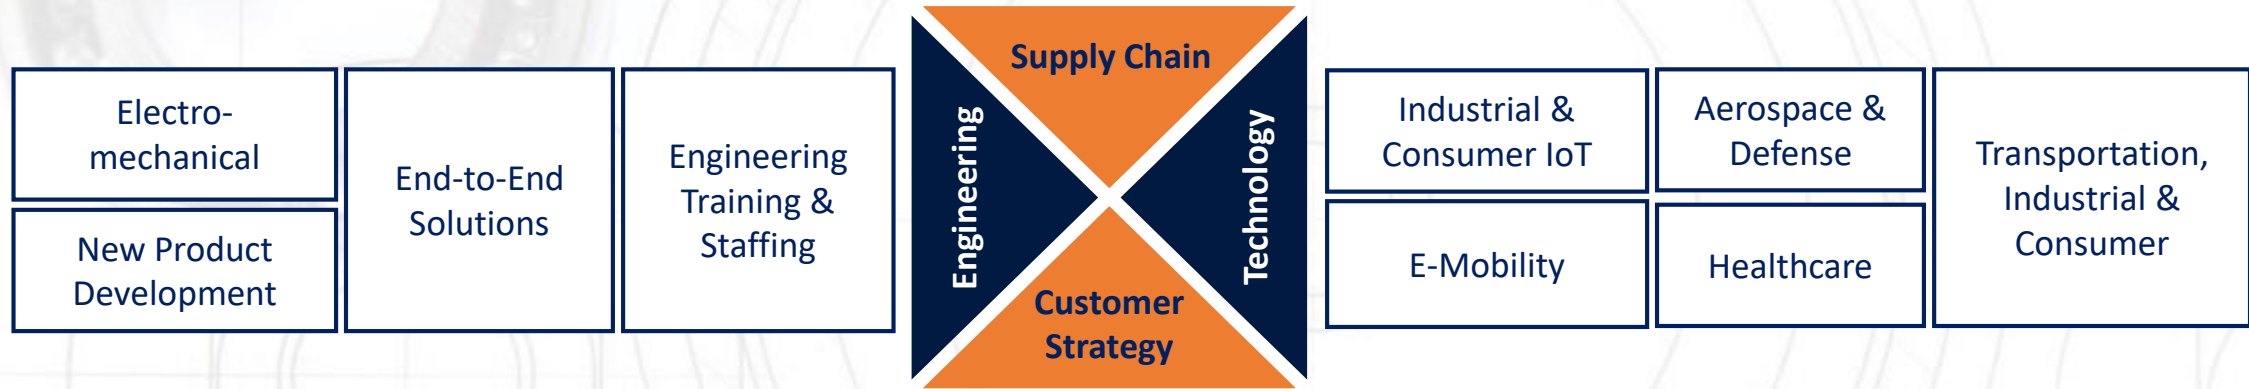 Electro-
mechanical
New Product
Development
End-to-End
Solutions
Engineering
Training &
Staffing
Engineering
Supply Chain
Customer
Strategy
Technology
Industrial &
Consumer IoT
E-Mobility
Aerospace &
Defense
Healthcare
Transportation,
Industrial &
Consumer